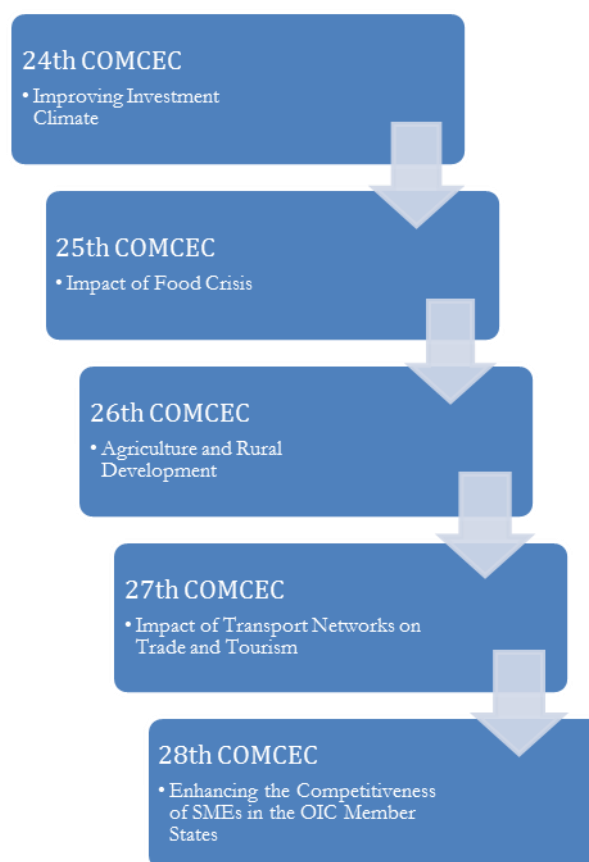 24th COMCEC
• Improving Investment
Climate
25th COMCEC
• Impact of Food Crisis
26th COMCEC
• Agriculture and Rural
Development
27th COMCEC
• Impact of Transport Networks on
Trade and Tourism
28th COMCEC
• Enhancing the Competitiveness
of SMEs in the OIC Member
States